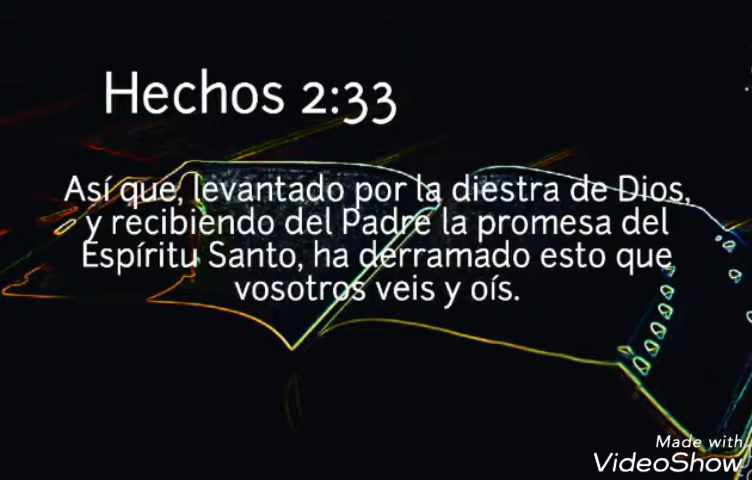 Hechos 2:33
Así que, levantado por la diestra de Dios,
y recibiendo del Padre la promesa del
Espíritu Santo, ha derramado esto que
vosotros veis y oís.
Made with
VideoShow